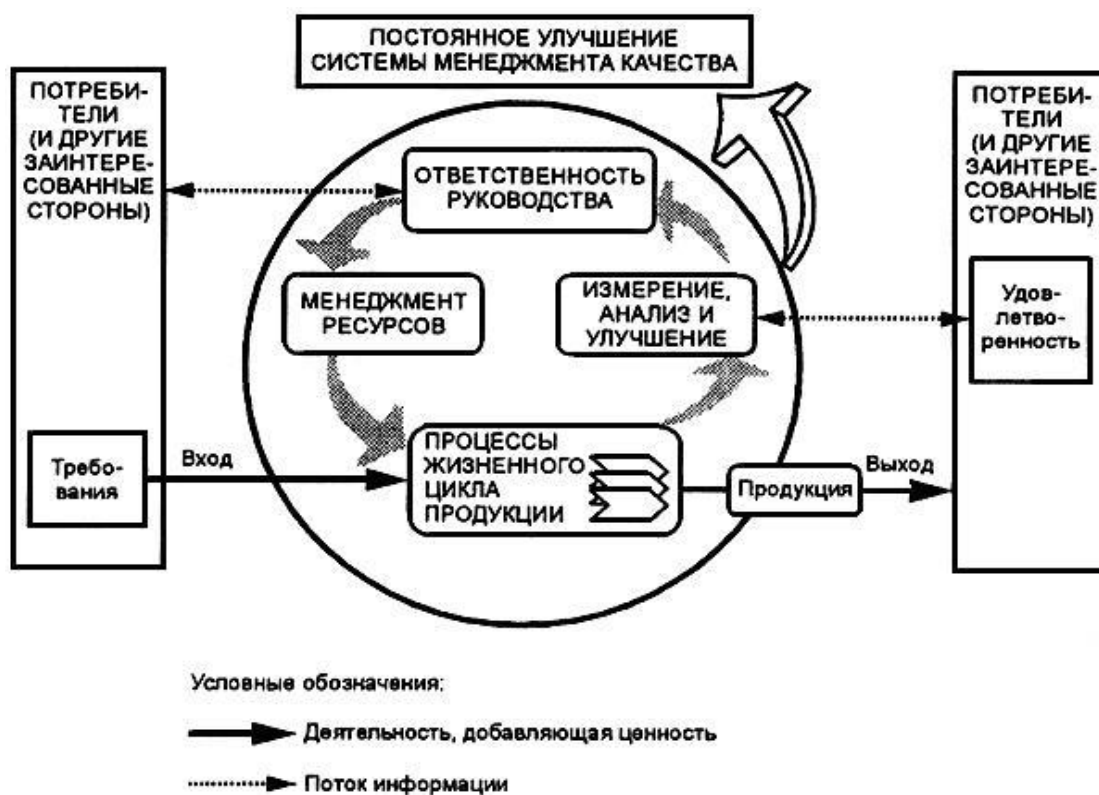 ПОСТОЯННОЕ УЛУЧШЕНИЕ
СИСТЕМЫ МЕНЕДЖМЕНТА КАЧЕСТВА
ПОТРЕБИ-
ТЕЛИ
(И ДРУГИЕ
ЗАИНТЕРЕ-
СОВАННЫЕ
СТОРОНЫ)
ОТВЕТСТВЕННОСТЬ
РУКОВОДСТВА
ПОТРЕБИ-
ТЕЛИ
(И ДРУГИЕ
ЗАИНТЕРЕ-
СОВАННЫЕ
СТОРОНЫ)
МЕНЕДЖМЕНТ
РЕСУРСОВ
ИЗМЕРЕНИЕ,
АНАЛИЗ И
УЛУЧШЕНИЕ
Удов-
летво-
ренность
Требо-
вания
Вход
ПРОЦЕССЫ
ЖИЗНЕННОГО
ЦИКЛА
ПРОДУКЦИИ
Продукция
Выход
Условные обозначения:
Деятельность, добавляющая ценность
Поток информации